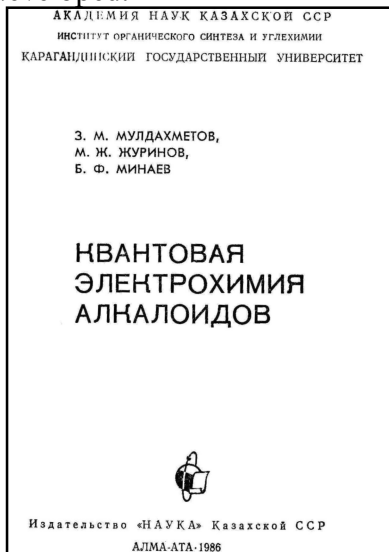 АКАДЕМИЯ НАУК КАЗАХСКОЙ ССР
ИНСТИТУТ ОРГАНИЧЕСКОГО СИНТЕЗА И УГЛЕХИМИИ
КАРАГАНДИНСКИЙ ГОСУДАРСТВЕННЫЙ УНИВЕРСИТЕТ
З. М. МУЛДАХМЕТОВ,
М. Ж. ЖУРИНОВ,
Б. Ф. МИНАЕВ
КВАНТОВАЯ
ЭЛЕКТРОХИМИЯ
АЛКАЛОИДОВ
Издательство «НАУКА» Казахской ССР
АЛМА-АТА·1986